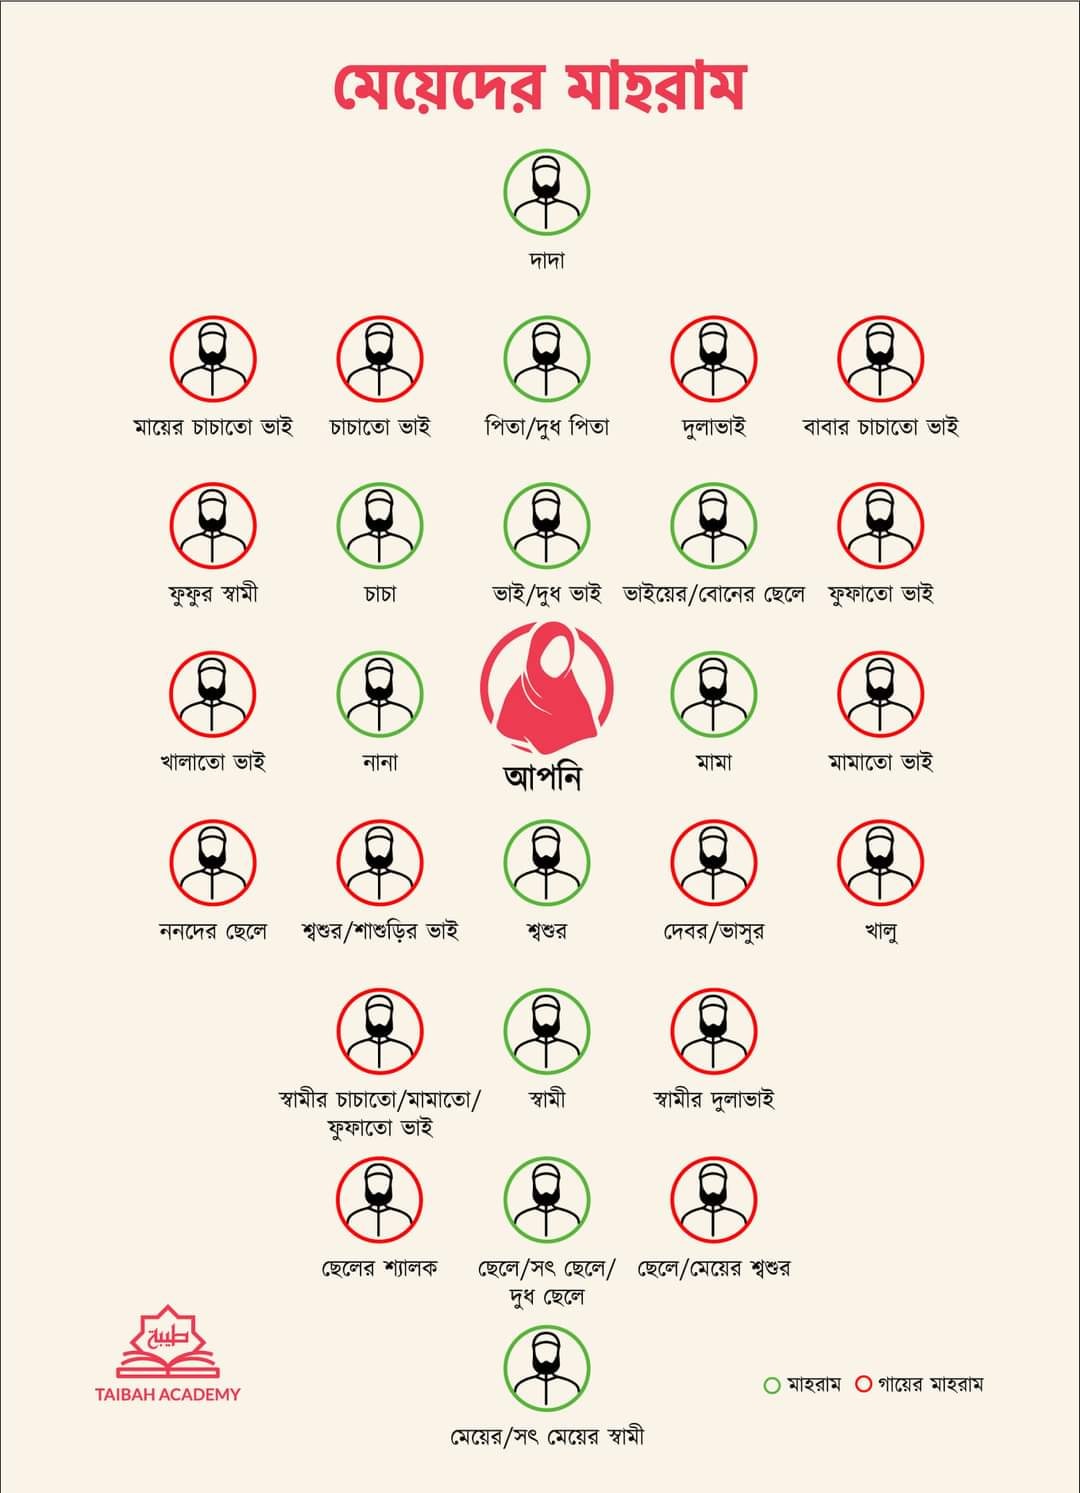 মেয়েদের মাহরাম
দাদা
মায়ের চাচাতো ভাই
চাচাতো ভাই
পিতা/দুধ পিতা
দুলাভাই
বাবার চাচাতো ভাই
ফুফুর স্বামী
চাচা
ভাই/দুধ ভাই
ভাইয়ের/বোনের ছেলে
ফুফাতো ভাই
খালাতো ভাই
নানা
আপনি
মামা
মামাতো ভাই
ননদের ছেলে
শ্বশুর/শাশুড়ির ভাই
শ্বশুর
দেবর/ভাসুর
খালু
স্বামীর চাচাতো/মামাতো/
ফুফাতো ভাই
স্বামী
স্বামীর দুলাভাই
ছেলের শ্যালক
ছেলে/সৎ ছেলে/
দুধ ছেলে
ছেলে/মেয়ের শ্বশুর
মেয়ের/সৎ মেয়ের স্বামী
طيبة
TAIBAH ACADEMY
মাহরাম
গায়ের মাহরাম